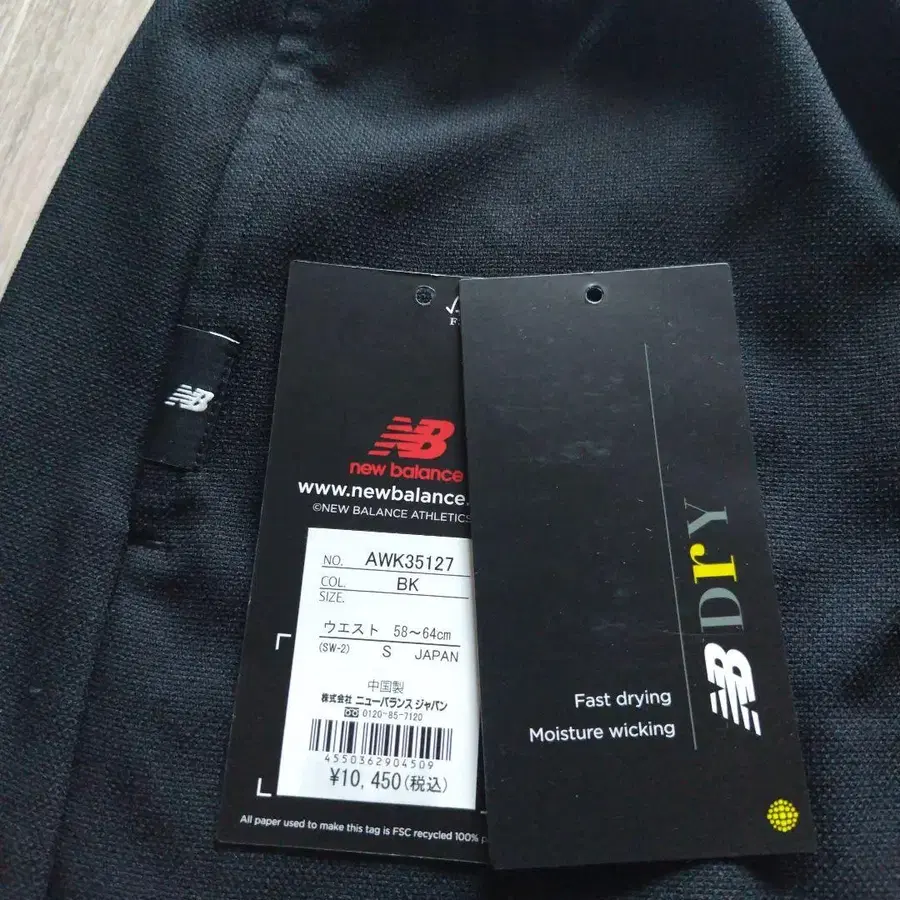 NB
NB
new balance
www.newbalance.
©NEW BALANCE ATHLETICS
NO. AWK35127
COL. BK
SIZE.
ウエスト 58～64cm
(SW-2) S JAPAN
中国製
株式会社 ニューバランス ジャパン
0120-85-7120
4550362904509
¥10,450(税込)
All paper used to make this tag is FSC recycled 100%
NB DrY
Fast drying
Moisture wicking